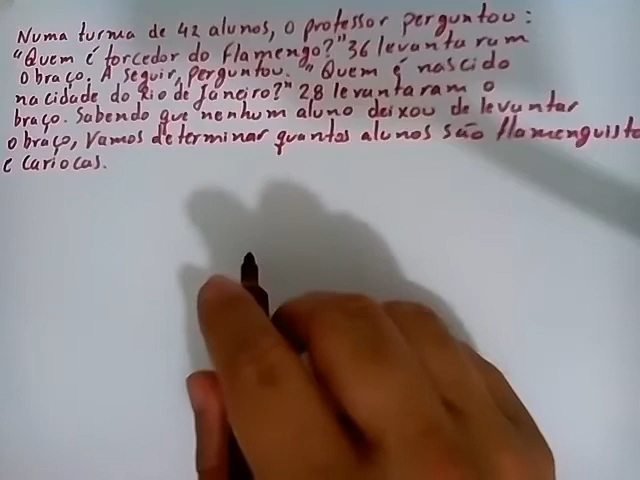 Numa turma de 42 alunos, o professor perguntou:
"Quem é torcedor do flamengo?" 36 levantaram
o braço. A seguir, perguntou. "Quem é nascido
na cidade do Rio de Janeiro?" 28 levantaram o
braço. Sabendo que nenhum aluno deixou de levantar
o braço, vamos determinar quantos alunos são flamenguista
e cariocas.